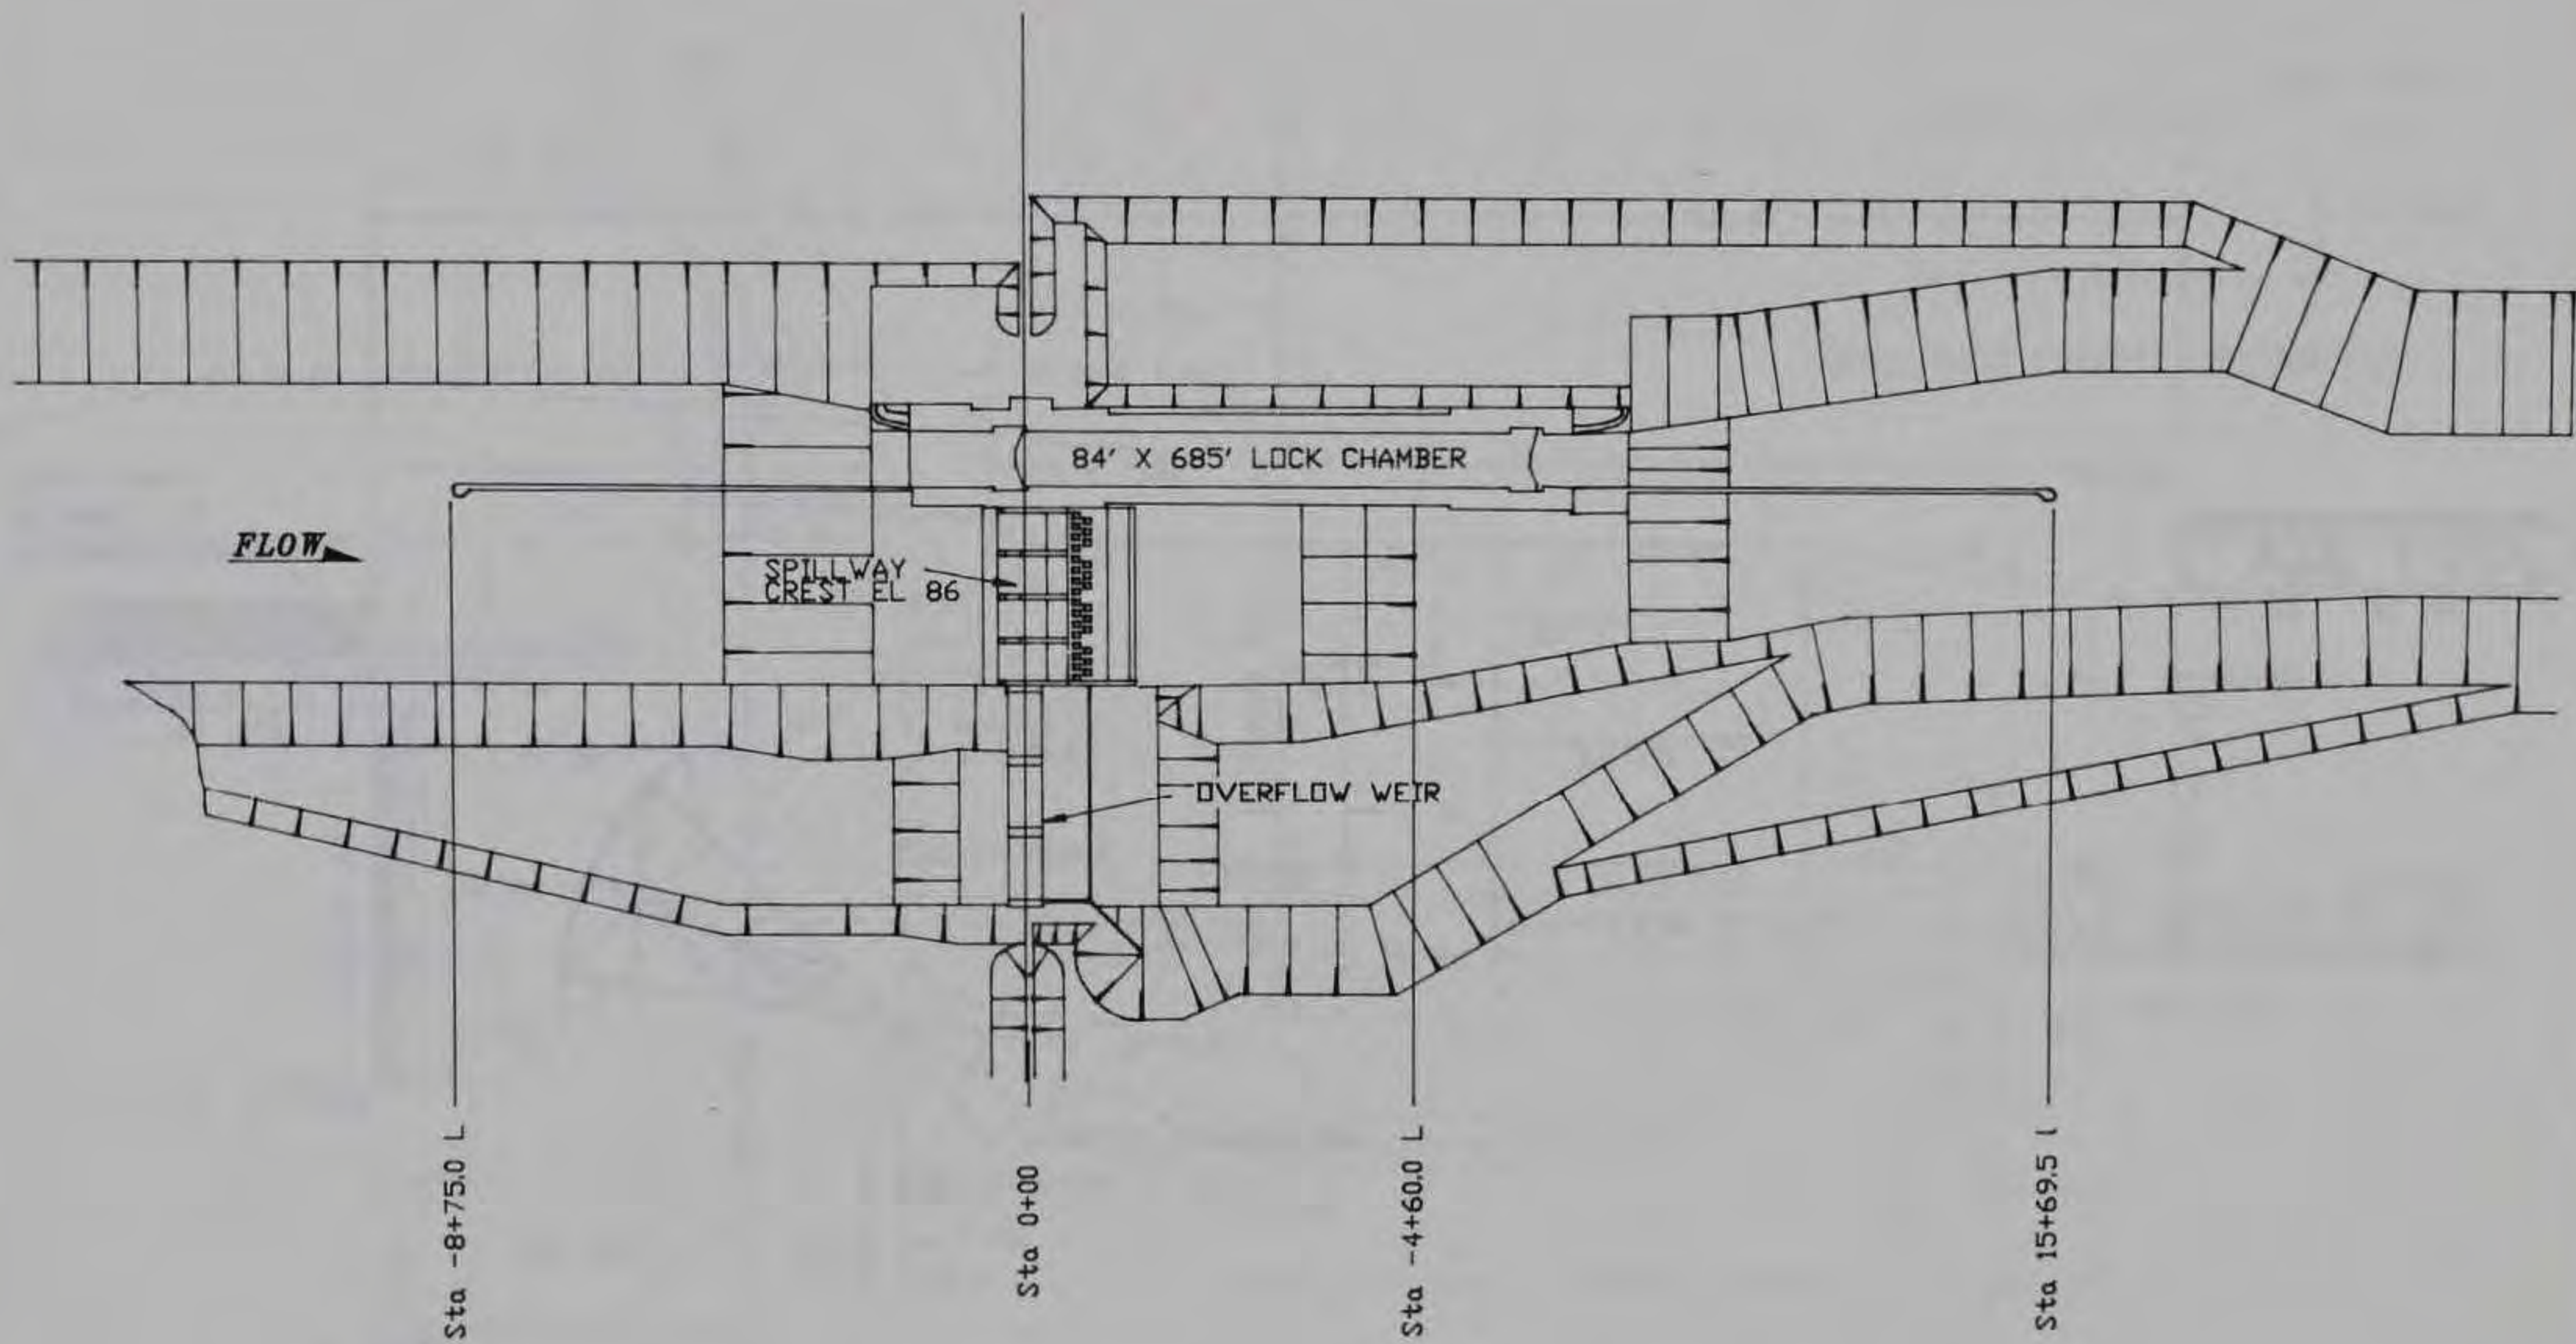 84' X 685' LOCK CHAMBER
FLOW
SPILLWAY
CREST EL 86
OVERFLOW WEIR
Sta -8+75.0 L
Sta 0+00
Sta -4+60.0 L
Sta 15+69.5 l